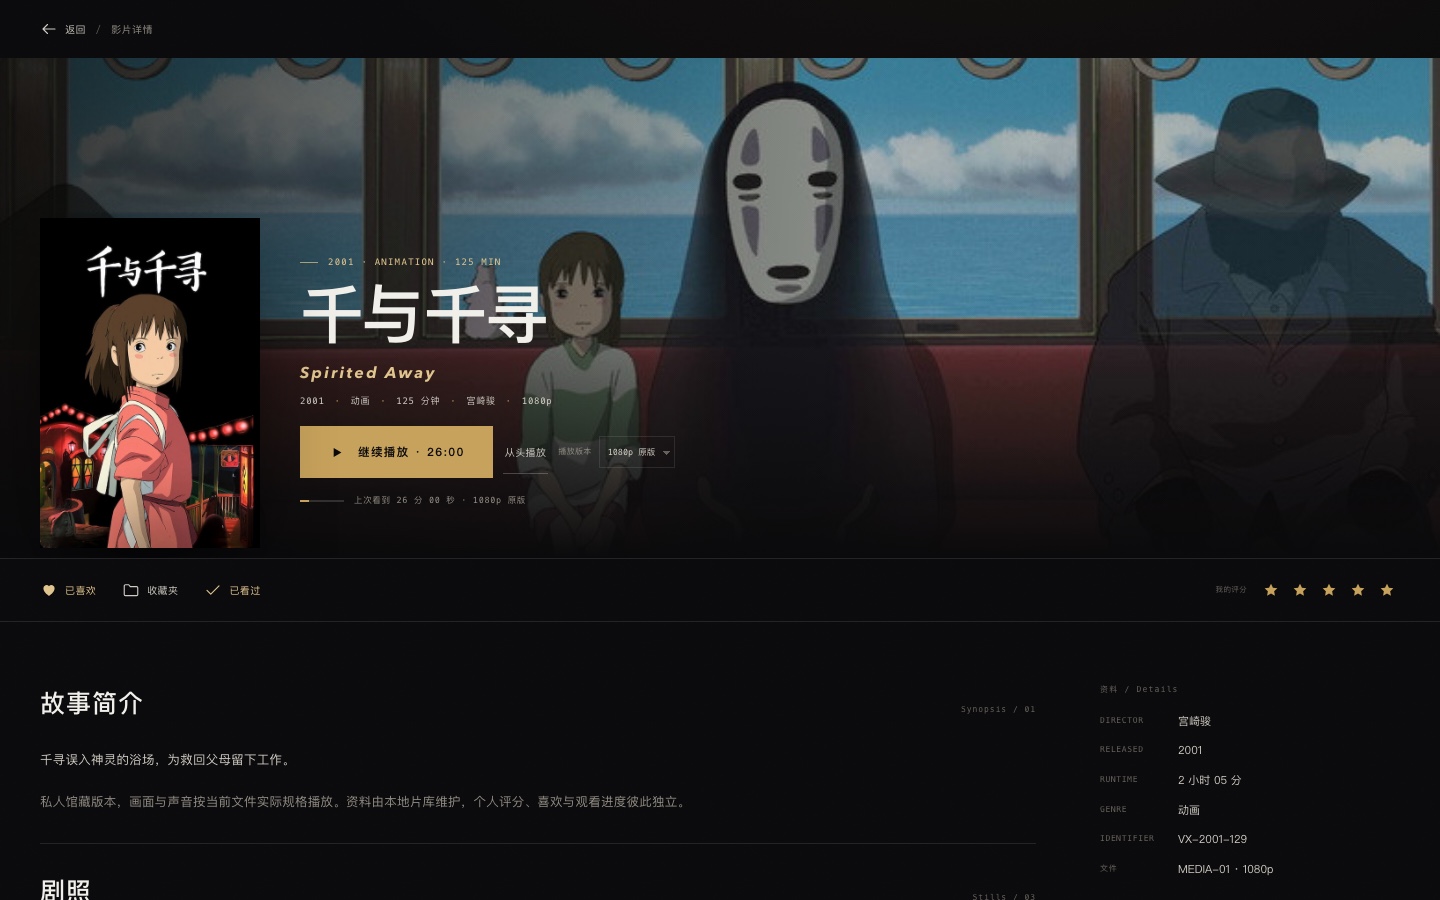 返回 / 影片详情
千与千寻
2001 · ANIMATION · 125 MIN
千与千寻
Spirited Away
2001 · 动画 · 125 分钟 · 宫崎骏 · 1080p
继续播放 · 26:00
从头播放
播放版本
1080p 原版
上次看到 26 分 00 秒 · 1080p 原版
已喜欢
收藏夹
已看过
我的评分
故事简介
Synopsis / 01
千寻误入神灵的浴场，为救回父母留下工作。
私人馆藏版本，画面与声音按当前文件实际规格播放。资料由本地片库维护，个人评分、喜欢与观看进度彼此独立。
剧照
Stills / 03
资料 / Details
DIRECTOR 宫崎骏
RELEASED 2001
RUNTIME 2 小时 05 分
GENRE 动画
IDENTIFIER VX-2001-129
文件 MEDIA-01 · 1080p